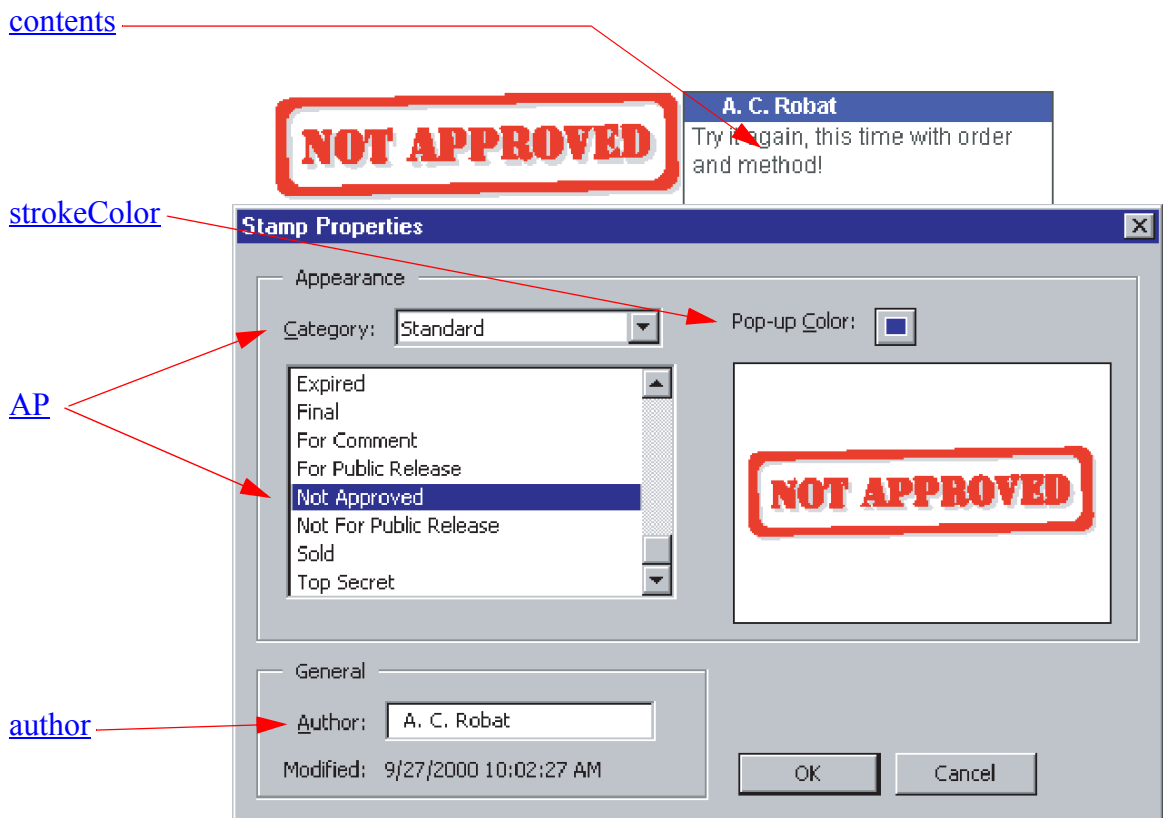 contents
A. C. Robat
NOT APPROVED
Try it again, this time with order
and method!
strokeColor
Stamp Properties
Appearance
Category: Standard
Pop-up Color:
AP
Expired
Final
For Comment
For Public Release
Not Approved
Not For Public Release
Sold
Top Secret
NOT APPROVED
General
author
Author: A. C. Robat
Modified: 9/27/2000 10:02:27 AM
OK
Cancel